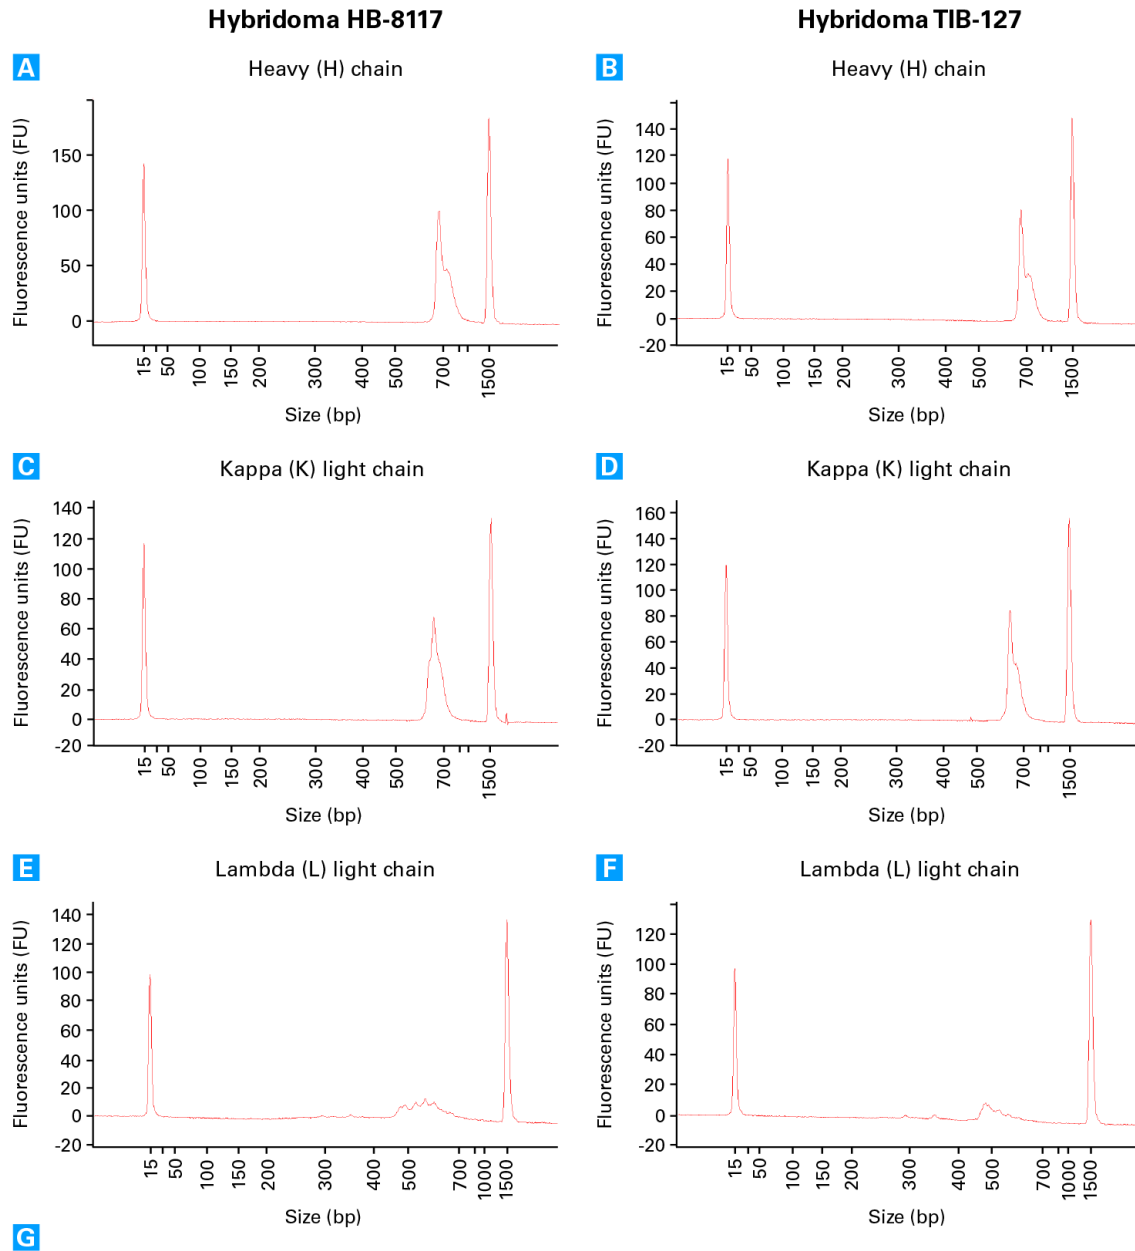 Hybridoma HB-8117
Hybridoma TIB-127
A
Heavy (H) chain
Fluorescence units (FU)
150
100
50
0
15 50 100 150 200 300 400 500 700 1500
Size (bp)
B
Heavy (H) chain
Fluorescence units (FU)
140
120
100
80
60
40
20
0
-20
15 50 100 150 200 300 400 500 700 1500
Size (bp)
C
Kappa (K) light chain
Fluorescence units (FU)
140
120
100
80
60
40
20
0
-20
15 50 100 150 200 300 400 500 700 1500
Size (bp)
D
Kappa (K) light chain
Fluorescence units (FU)
160
140
120
100
80
60
40
20
0
-20
15 50 100 150 200 300 400 500 700 1500
Size (bp)
E
Lambda (L) light chain
Fluorescence units (FU)
140
120
100
80
60
40
20
0
-20
15 50 100 150 200 300 400 500 700 1000 1500
Size (bp)
F
Lambda (L) light chain
Fluorescence units (FU)
120
100
80
60
40
20
0
-20
15 50 100 150 200 300 400 500 700 1000 1500
Size (bp)
G